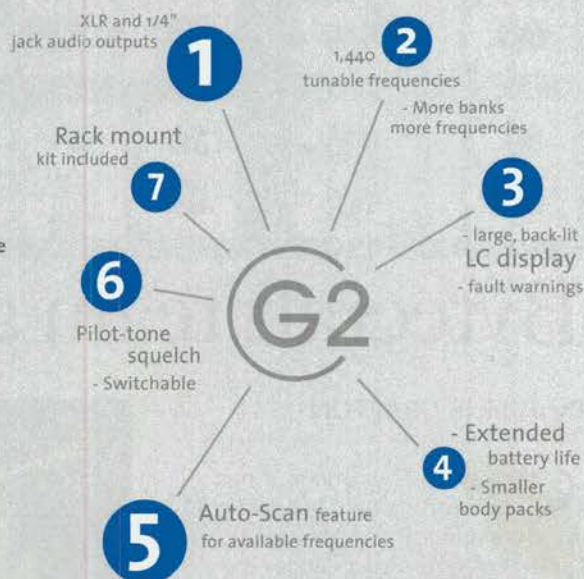 XLR and 1/4"
jack audio outputs
1
2
1,440
tunable frequencies
- More banks
more frequencies
3
- large, back-lit
LC display
- fault warnings
- Extended
battery life
4
- Smaller
body packs
5
Auto-Scan feature
for available frequencies
6
Pilot-tone
squelch
- Switchable
Rack mount
kit included
7
G2